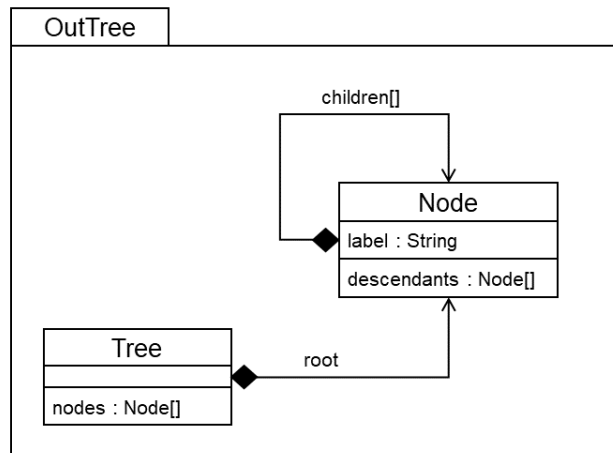 OutTree
children[]
Node
label : String
descendants : Node[]
Tree
root
nodes : Node[]